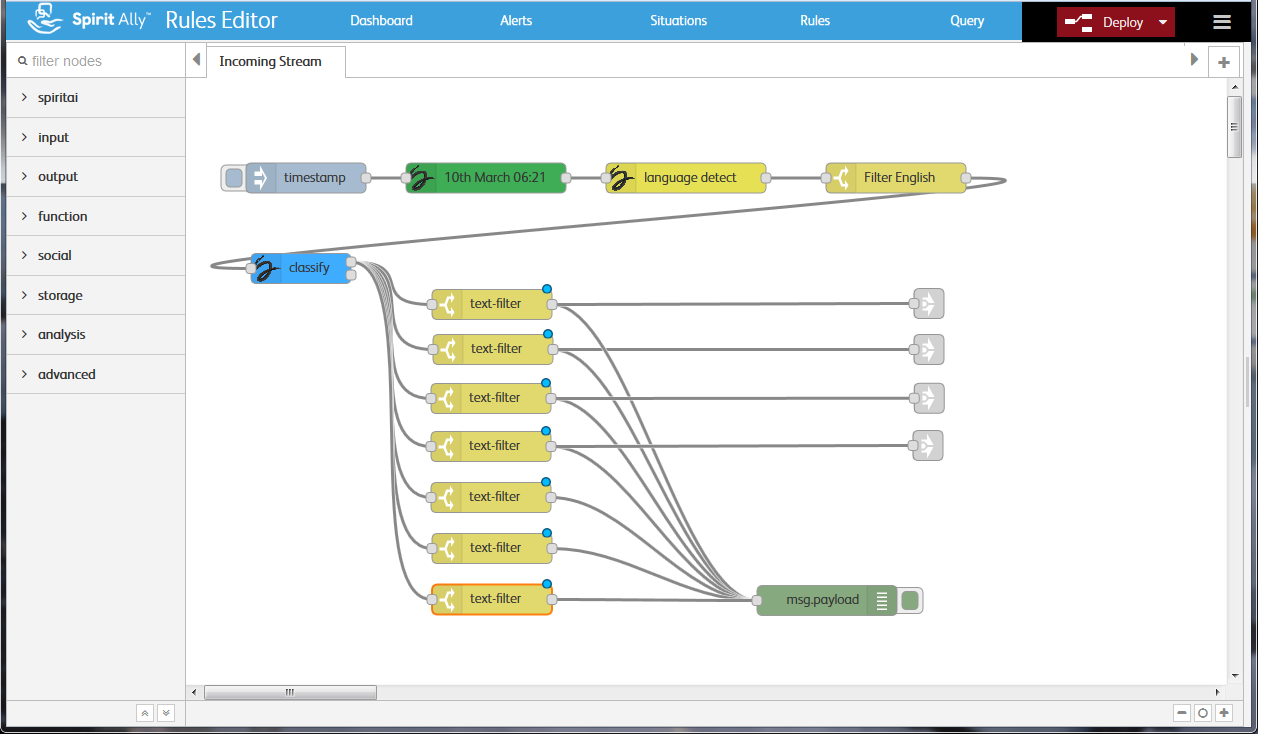 Spirit Ally™ Rules Editor Dashboard Alerts Situations Rules Query Deploy
filter nodes
Incoming Stream
spiritai
input
output
function
social
storage
analysis
advanced
timestamp
10th March 06:21
language detect
Filter English
classify
text-filter
text-filter
text-filter
text-filter
text-filter
text-filter
text-filter
msg.payload